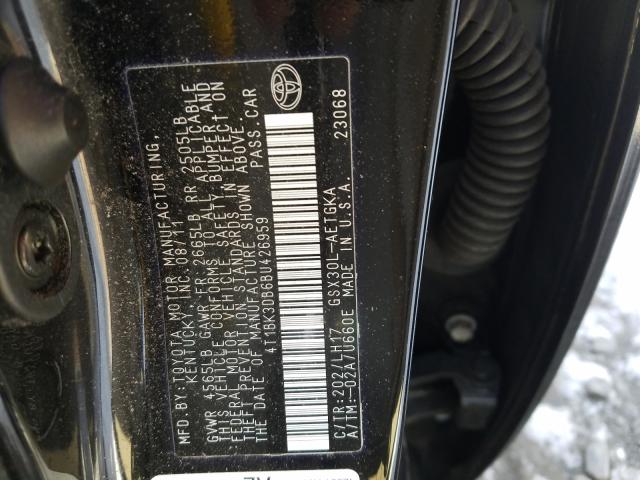 MFD.BY:TOYOTA MOTOR MANUFACTURING,
KENTUCKY, INC. 08/11
GVWR 4565LB GAWR FR 2665LB RR 2505LB
THIS VEHICLE CONFORMS TO ALL APPLICABLE
FEDERAL MOTOR VEHICLE SAFETY, BUMPER, AND
THEFT PREVENTION STANDARDS IN EFFECT ON
THE DATE OF MANUFACTURE SHOWN ABOVE.
4T1BK3DB6BU426959 PASS. CAR
C/TR:202/LH17 GSX30L-AETGKA
A/TM:-02A/U660E MADE IN U.S.A. 23068